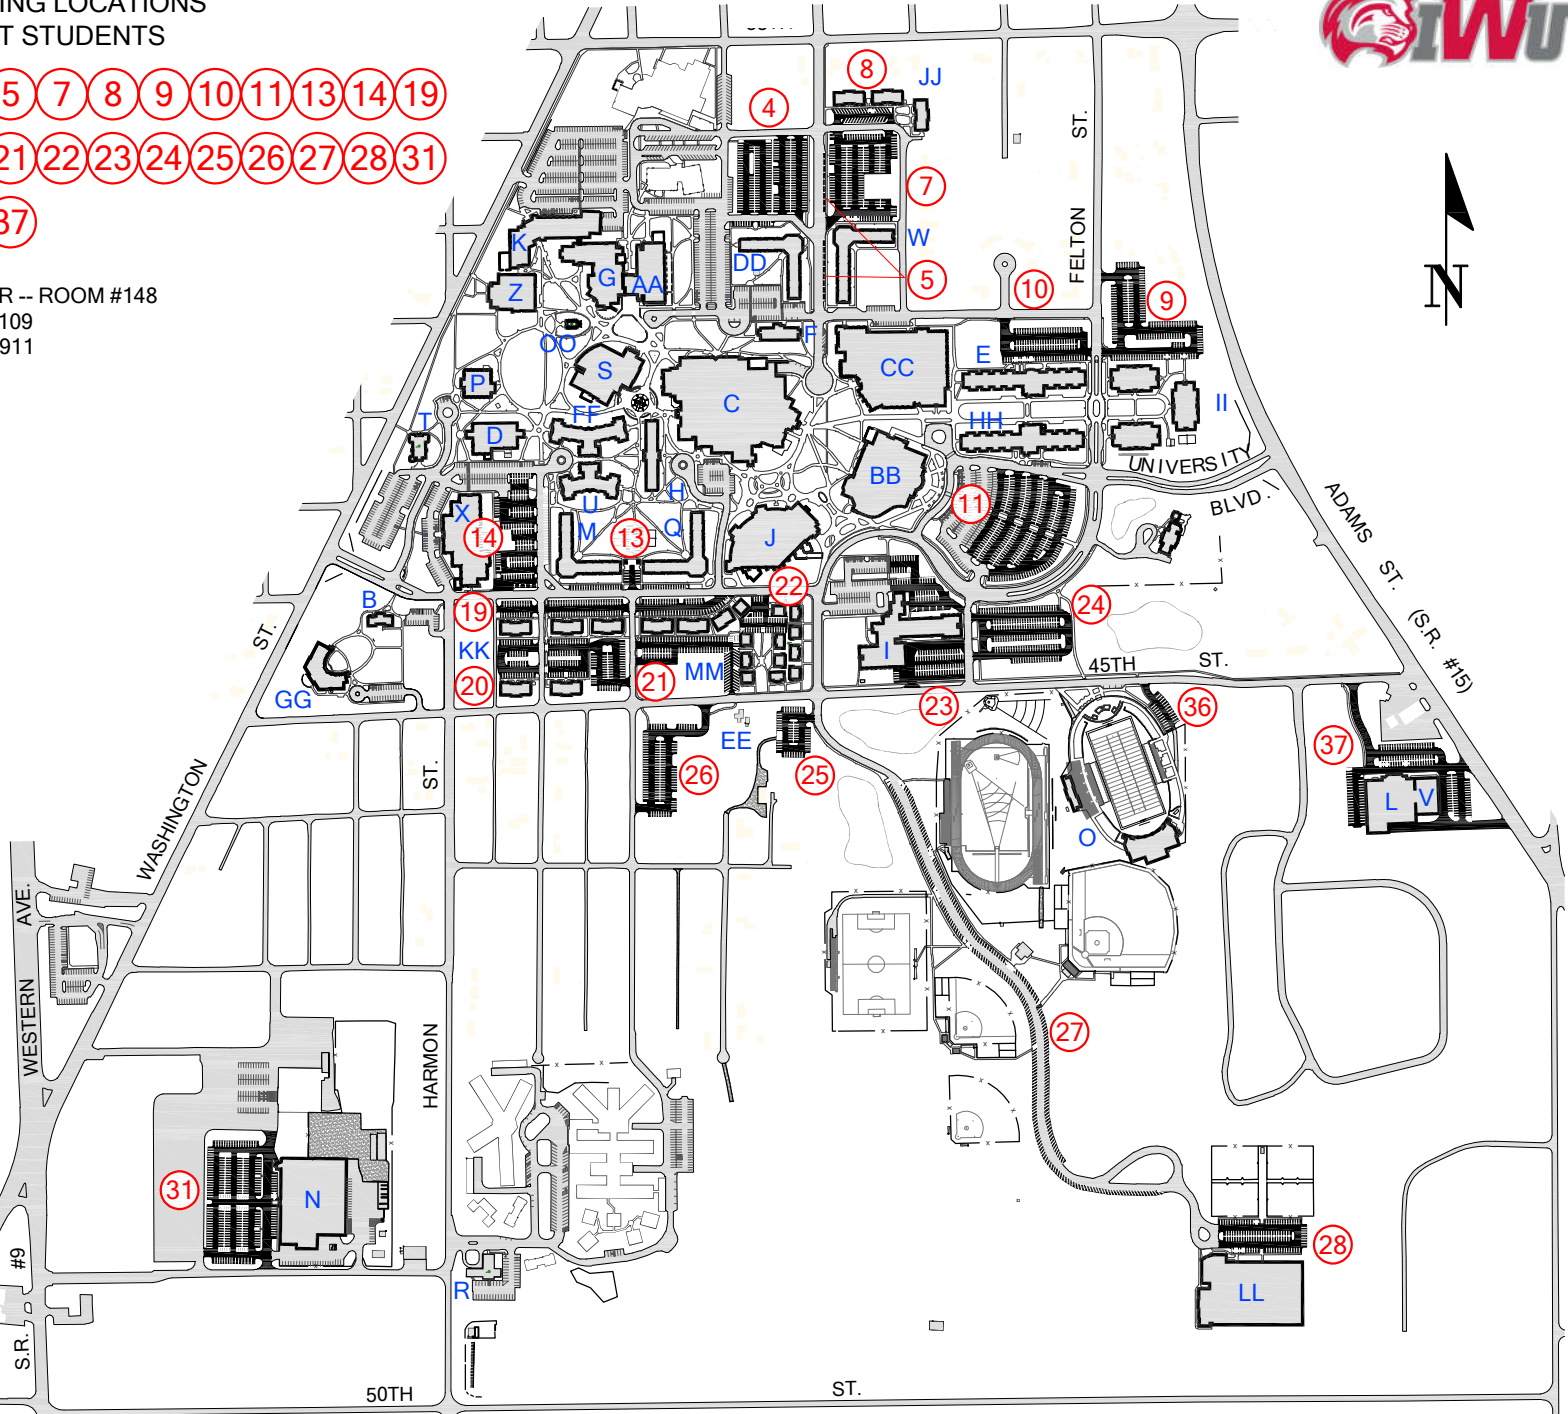 ING LOCATIONS
T STUDENTS
5 7 8 9 10 11 13 14 19
21 22 23 24 25 26 27 28 31
37
R -- ROOM #148
109
911
IWU
8
JJ
4
ST.
FELTON
7
W
5
K
G
AA
DD
Z
OO
10
9
N
F
S
CC
E
P
C
II
T
FF
HH
D
UNIVERSITY
BLVD.
BB
H
U
X
14
M
13
Q
J
11
ADAMS
ST.
(S.R. #15)
22
B
19
24
ST.
KK
I
45TH
ST.
20
21
MM
GG
23
36
EE
37
26
25
ST.
WASHINGTON
L
V
O
AVE.
WESTERN
27
HARMON
31
N
28
R
LL
#9
S.R.
50TH
ST.